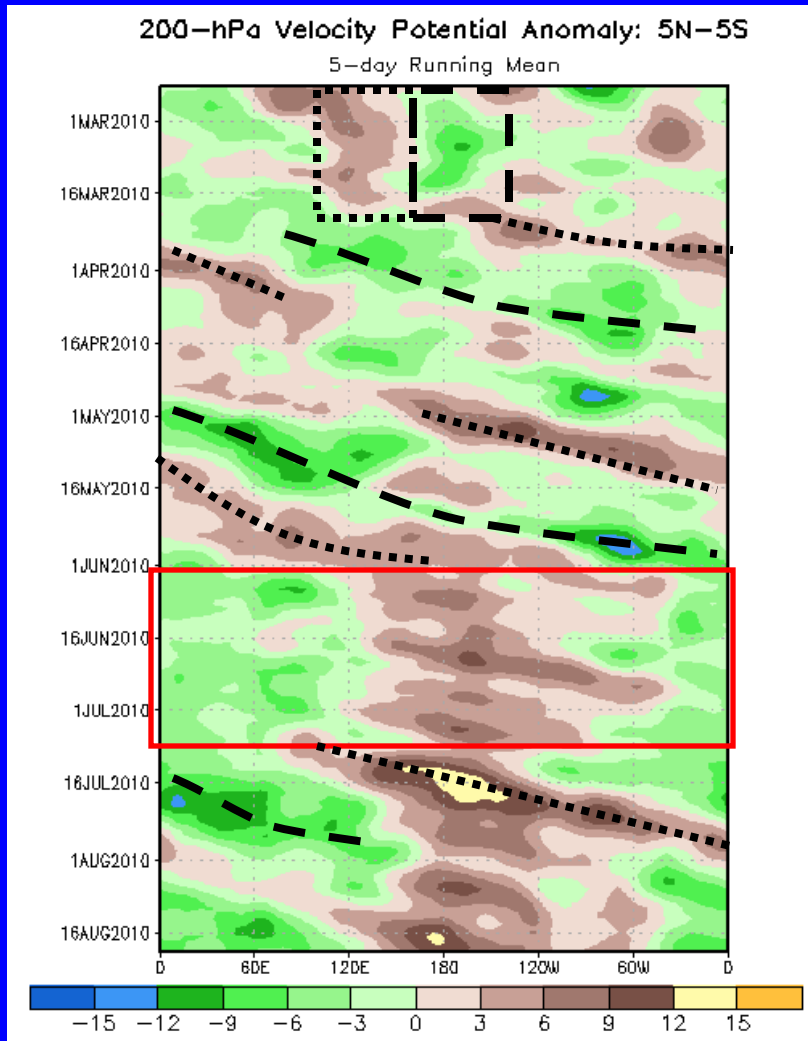 200-hPa Velocity Potential Anomaly: 5N-5S
5-day Running Mean
1MAR2010
16MAR2010
1APR2010
16APR2010
1MAY2010
16MAY2010
1JUN2010
16JUN2010
1JUL2010
16JUL2010
1AUG2010
16AUG2010
0 60E 120E 180 120W 60W 0
-15 -12 -9 -6 -3 0 3 6 9 12 15